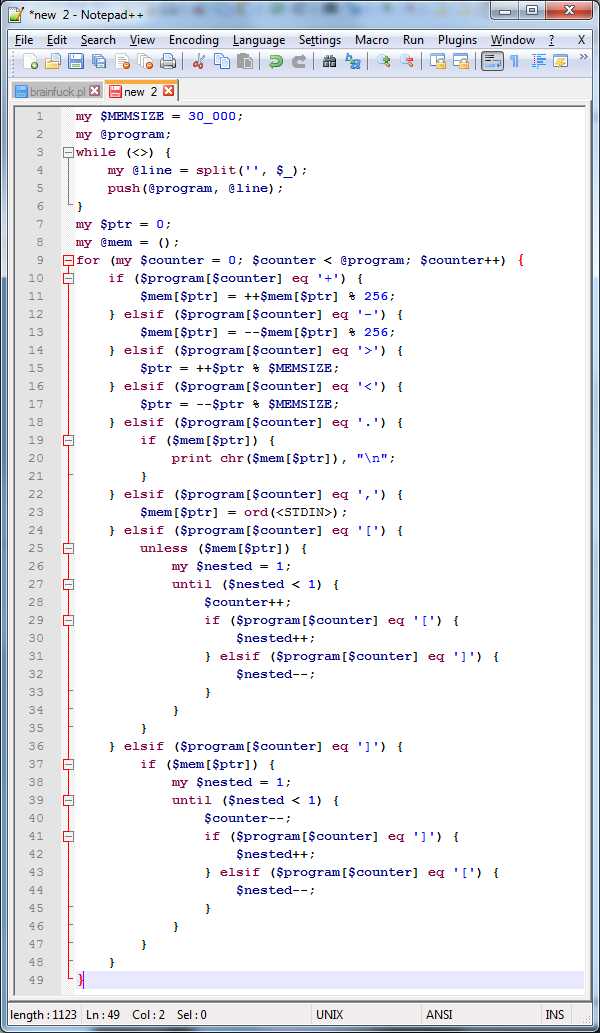 *new  2 - Notepad++
File Edit Search View Encoding Language Settings Macro Run Plugins Window ? X
brainfuck.pl new 2
1 my $MEMSIZE = 30_000;
2 my @program;
3 while (<>) {
4     my @line = split('', $_);
5     push(@program, @line);
6 }
7 my $ptr = 0;
8 my @mem = ();
9 for (my $counter = 0; $counter < @program; $counter++) {
10     if ($program[$counter] eq '+') {
11         $mem[$ptr] = ++$mem[$ptr] % 256;
12     } elsif ($program[$counter] eq '-') {
13         $mem[$ptr] = --$mem[$ptr] % 256;
14     } elsif ($program[$counter] eq '>') {
15         $ptr = ++$ptr % $MEMSIZE;
16     } elsif ($program[$counter] eq '<') {
17         $ptr = --$ptr % $MEMSIZE;
18     } elsif ($program[$counter] eq '.') {
19         if ($mem[$ptr]) {
20             print chr($mem[$ptr]), "\n";
21         }
22     } elsif ($program[$counter] eq ',') {
23         $mem[$ptr] = ord(<STDIN>);
24     } elsif ($program[$counter] eq '[') {
25         unless ($mem[$ptr]) {
26             my $nested = 1;
27             until ($nested < 1) {
28                 $counter++;
29                 if ($program[$counter] eq '[') {
30                     $nested++;
31                 } elsif ($program[$counter] eq ']') {
32                     $nested--;
33                 }
34             }
35         }
36     } elsif ($program[$counter] eq ']') {
37         if ($mem[$ptr]) {
38             my $nested = 1;
39             until ($nested < 1) {
40                 $counter--;
41                 if ($program[$counter] eq ']') {
42                     $nested++;
43                 } elsif ($program[$counter] eq '[') {
44                     $nested--;
45                 }
46             }
47         }
48     }
49 }
length : 1123 Ln : 49 Col : 2 Sel : 0 UNIX ANSI INS